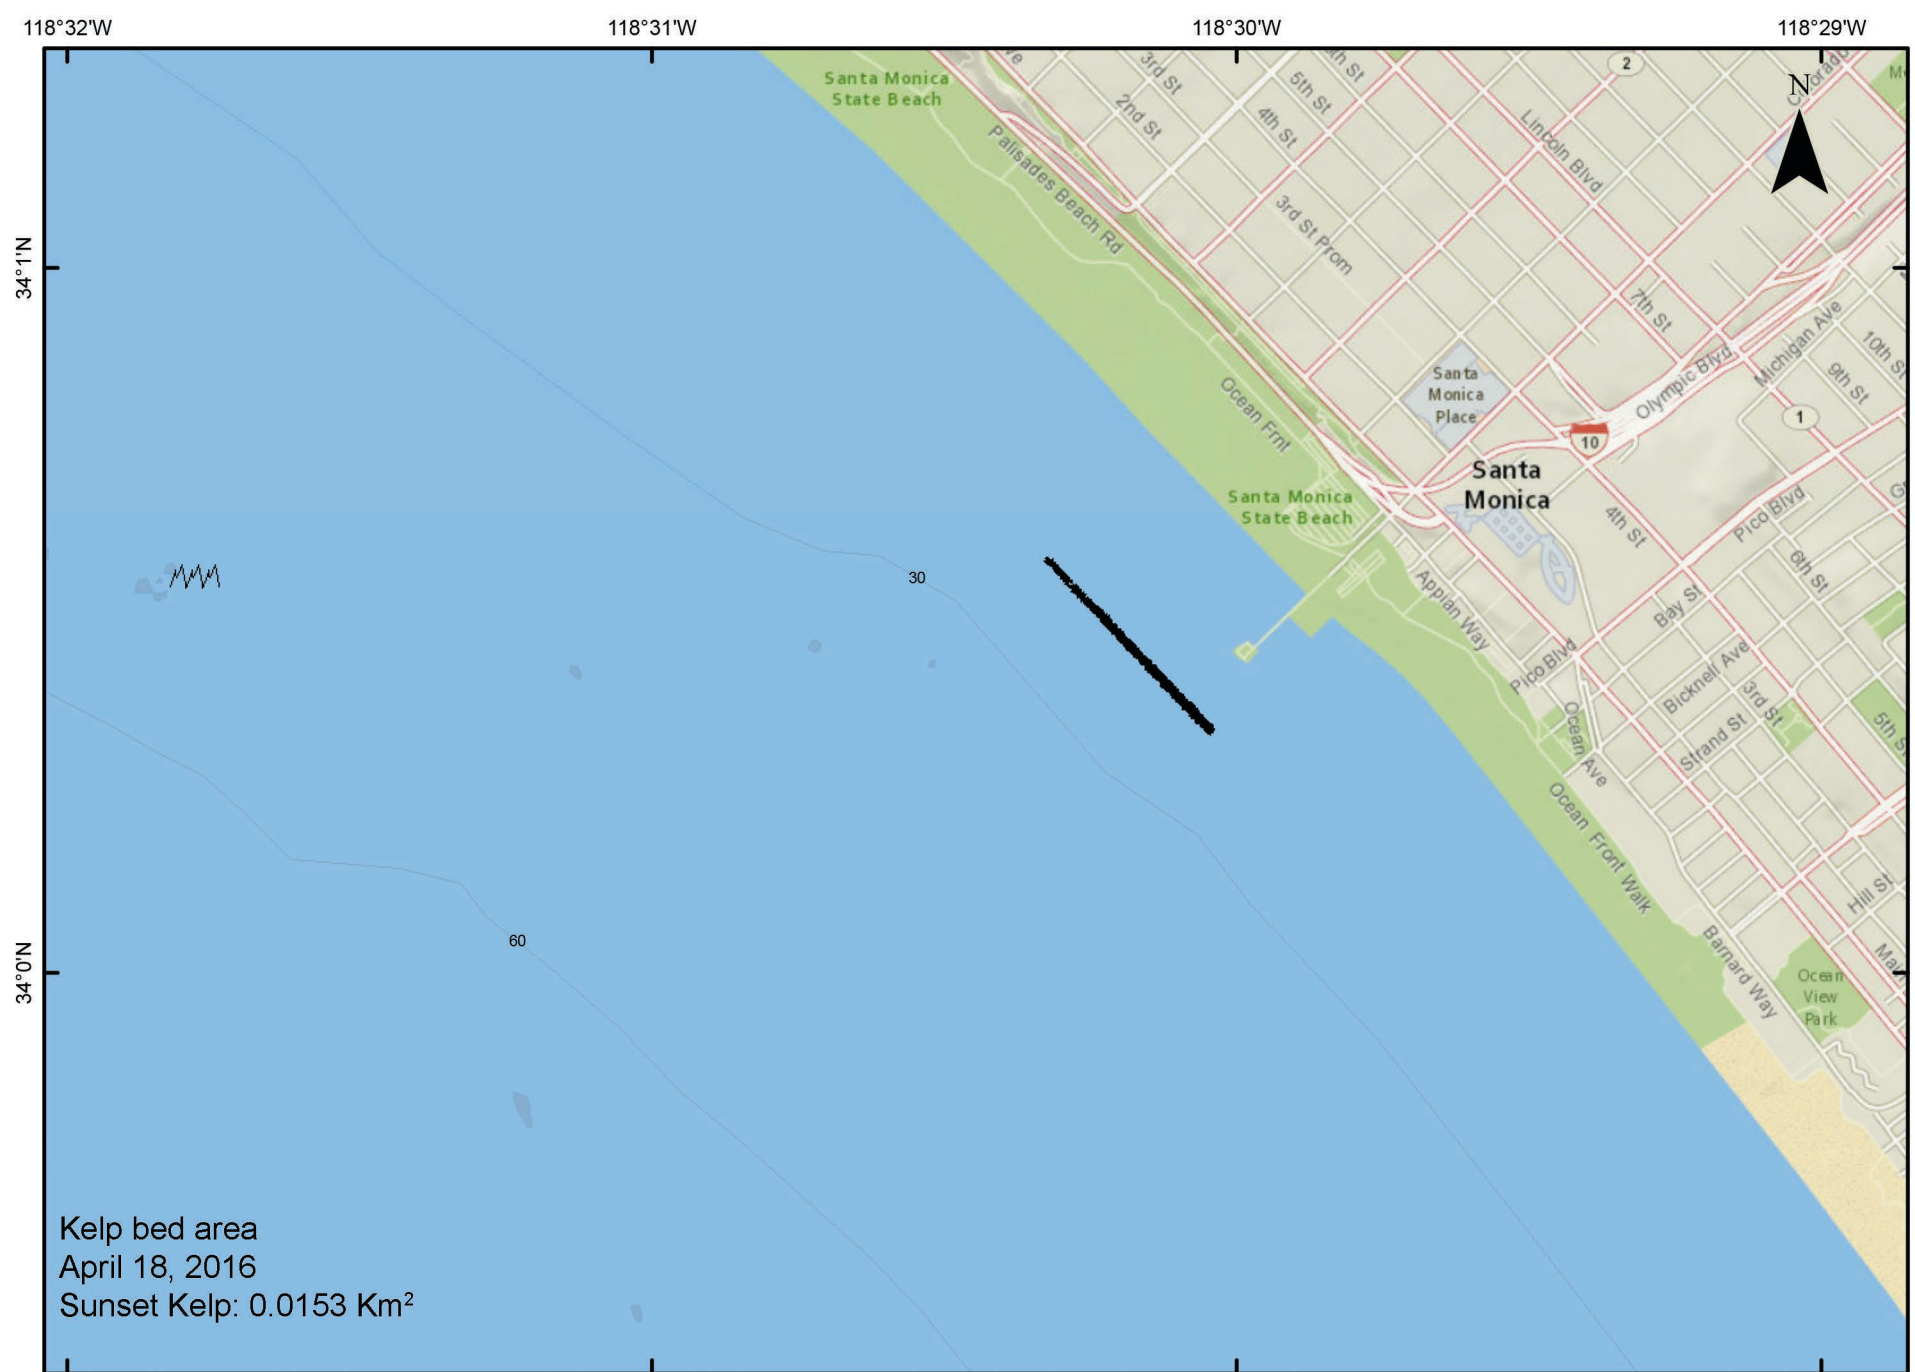 118°32'W
118°31'W
118°30'W
118°29'W
34°1'N
34°0'N
N
Santa Monica
State Beach
Palisades Beach Rd
2nd St
3rd St
4th St
5th St
Lincoln Blvd
2
3rd St Prom
7th St
Michigan Ave
Olympic Blvd
10th St
9th St
1
Santa
Monica
Place
10
Santa
Monica
Ocean Frnt
Santa Monica
State Beach
4th St
Pico Blvd
6th St
Appian Way
Bay St
Pico Blvd
Bicknell Ave
3rd St
Strand St
5th S
Ocean Ave
Ocean Front Walk
Hill St
Main
Barnard Way
Ocean
View
Park
30
60
Kelp bed area
April 18, 2016
Sunset Kelp: 0.0153 Km²